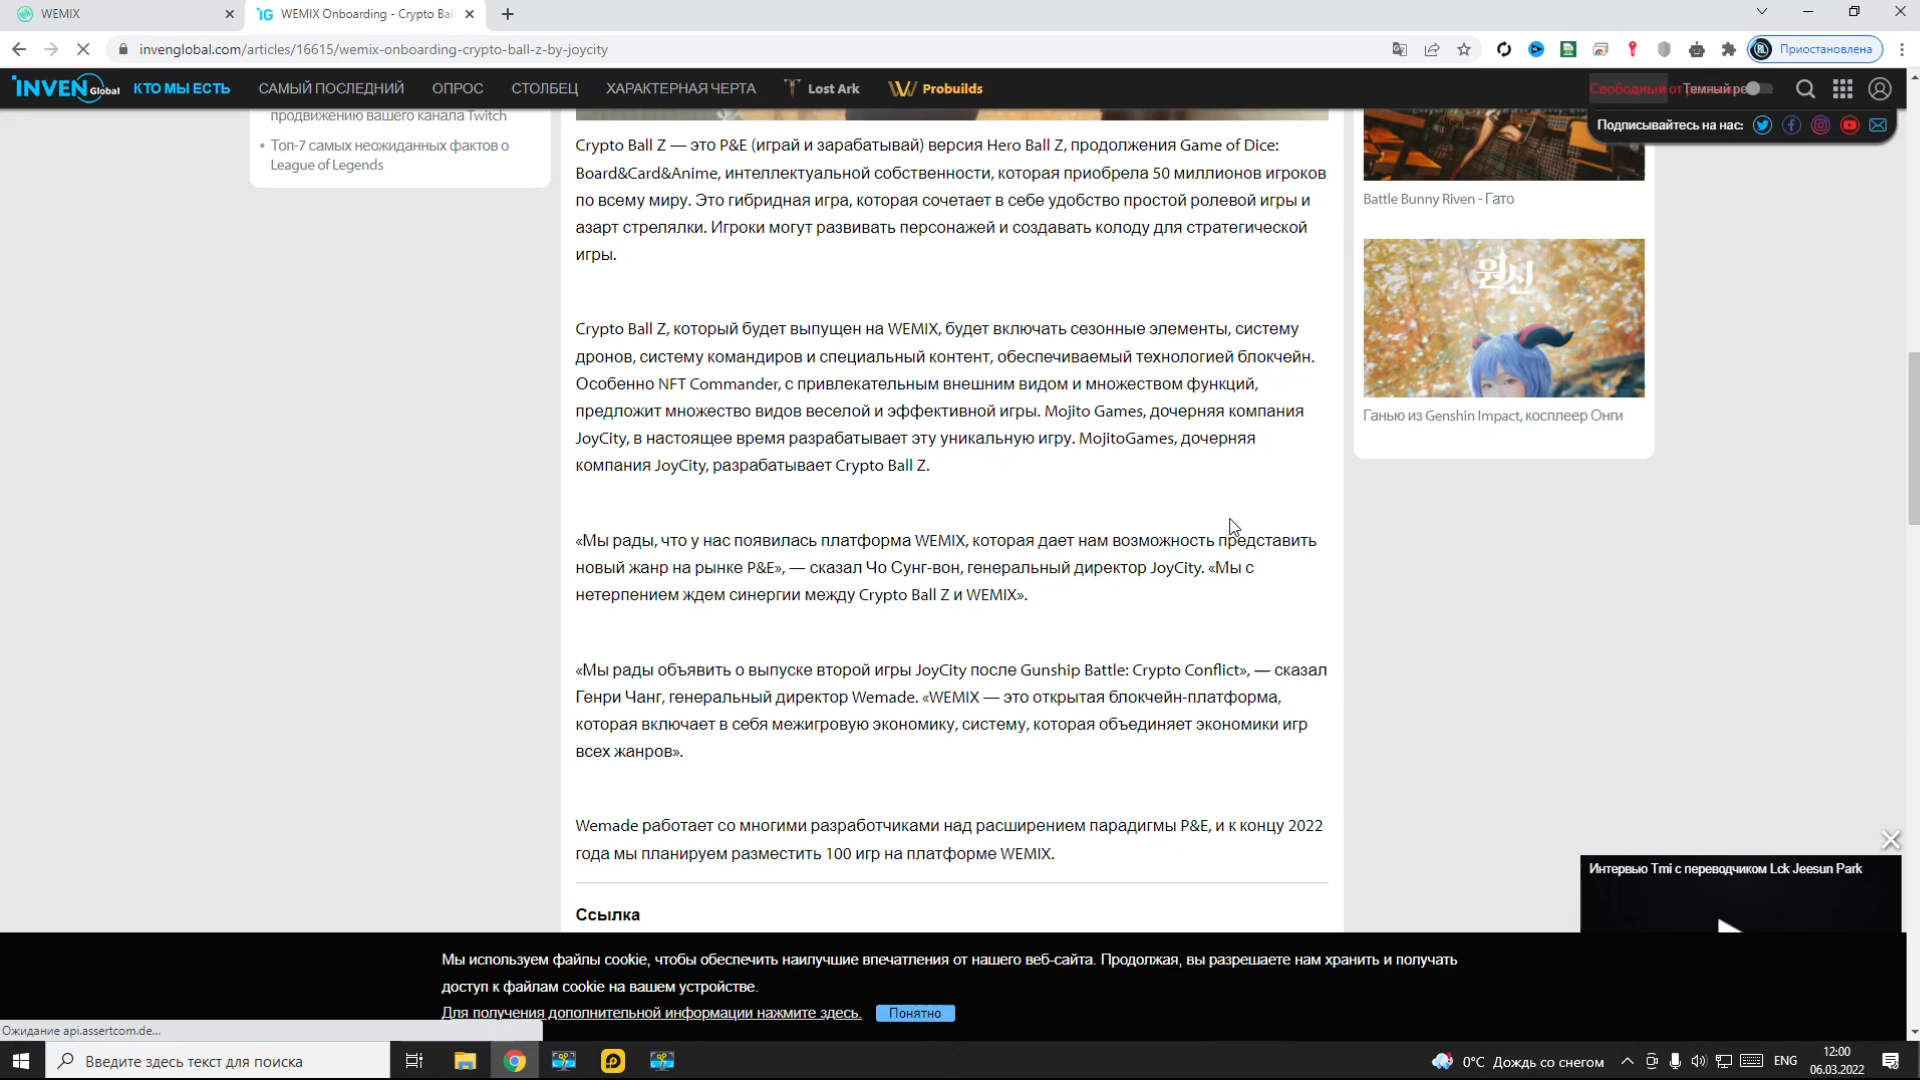 WEMIX
WEMIX Onboarding - Crypto Bal
invenglobal.com/articles/16615/wemix-onboarding-crypto-ball-z-by-joycity
Приостановлена
INVEN Global
КТО МЫ ЕСТЬ
САМЫЙ ПОСЛЕДНИЙ
ОПРОС
СТОЛБЕЦ
ХАРАКТЕРНАЯ ЧЕРТА
Lost Ark
Probuilds
Свободный от
Темный ре
Подписывайтесь на нас:
продвижению вашего канала Twitch
• Топ-7 самых неожиданных фактов о
League of Legends
Crypto Ball Z — это P&E (играй и зарабатывай) версия Hero Ball Z, продолжения Game of Dice:
Board&Card&Anime, интеллектуальной собственности, которая приобрела 50 миллионов игроков
по всему миру. Это гибридная игра, которая сочетает в себе удобство простой ролевой игры и
азарт стрелялки. Игроки могут развивать персонажей и создавать колоду для стратегической
игры.
Crypto Ball Z, который будет выпущен на WEMIX, будет включать сезонные элементы, систему
дронов, систему командиров и специальный контент, обеспечиваемый технологией блокчейн.
Особенно NFT Commander, с привлекательным внешним видом и множеством функций,
предложит множество видов веселой и эффективной игры. Mojito Games, дочерняя компания
JoyCity, в настоящее время разрабатывает эту уникальную игру. MojitoGames, дочерняя
компания JoyCity, разрабатывает Crypto Ball Z.
«Мы рады, что у нас появилась платформа WEMIX, которая дает нам возможность представить
новый жанр на рынке P&E», — сказал Чо Сунг-вон, генеральный директор JoyCity. «Мы с
нетерпением ждем синергии между Crypto Ball Z и WEMIX».
«Мы рады объявить о выпуске второй игры JoyCity после Gunship Battle: Crypto Conflict», — сказал
Генри Чанг, генеральный директор Wemade. «WEMIX — это открытая блокчейн-платформа,
которая включает в себя межигровую экономику, систему, которая объединяет экономики игр
всех жанров».
Wemade работает со многими разработчиками над расширением парадигмы P&E, и к концу 2022
года мы планируем разместить 100 игр на платформе WEMIX.
Ссылка
Battle Bunny Riven - Гато
원신
Ганью из Genshin Impact, косплеер Онги
Интервью Tmi с переводчиком Lck Jeesun Park
Мы используем файлы cookie, чтобы обеспечить наилучшие впечатления от нашего веб-сайта. Продолжая, вы разрешаете нам хранить и получать
доступ к файлам cookie на вашем устройстве.
Для получения дополнительной информации нажмите здесь.
Понятно
Ожидание api.assertcom.de...
Введите здесь текст для поиска
0°C Дождь со снегом
ENG
12:00
06.03.2022